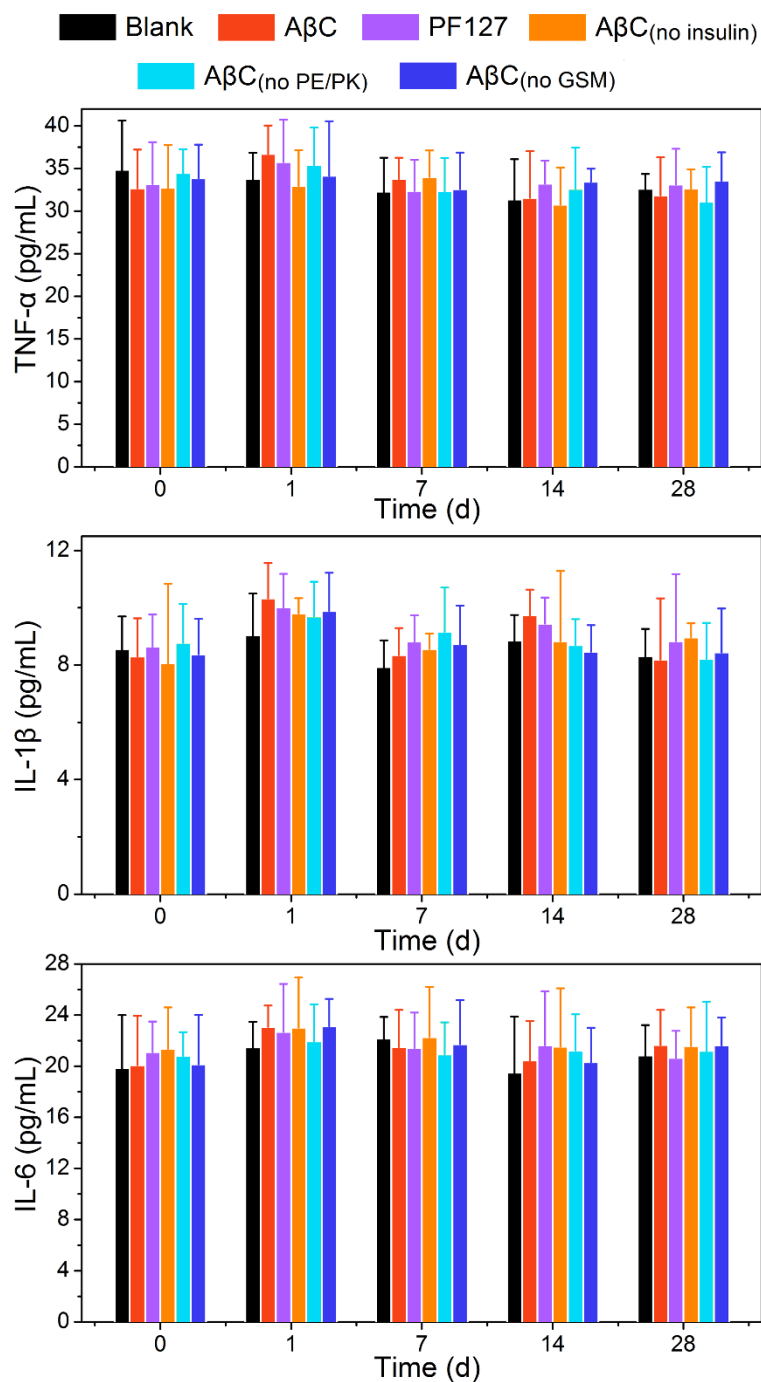 Blank AβC PF127 AβC(no insulin)
AβC(no PE/PK) AβC(no GSM)
40
35
30
25
20
15
10
5
0
TNF-α (pg/mL)
0 1 7 14 28
Time (d)
12
8
4
0
IL-1β (pg/mL)
0 1 7 14 28
Time (d)
28
24
20
16
12
8
4
0
IL-6 (pg/mL)
0 1 7 14 28
Time (d)